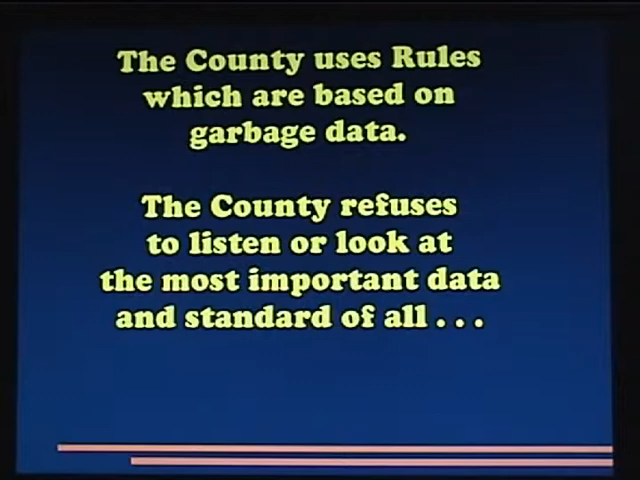 The County uses Rules
which are based on
garbage data.
The County refuses
to listen or look at
the most important data
and standard of all . . .